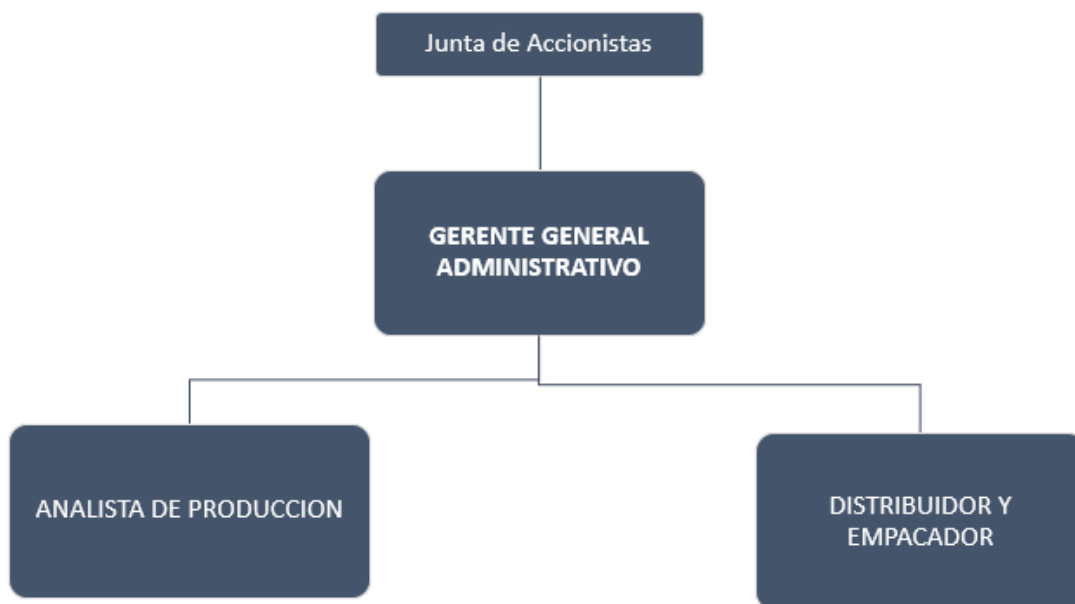 Junta de Accionistas
GERENTE GENERAL
ADMINISTRATIVO
ANALISTA DE PRODUCCION
DISTRIBUIDOR Y
EMPACADOR